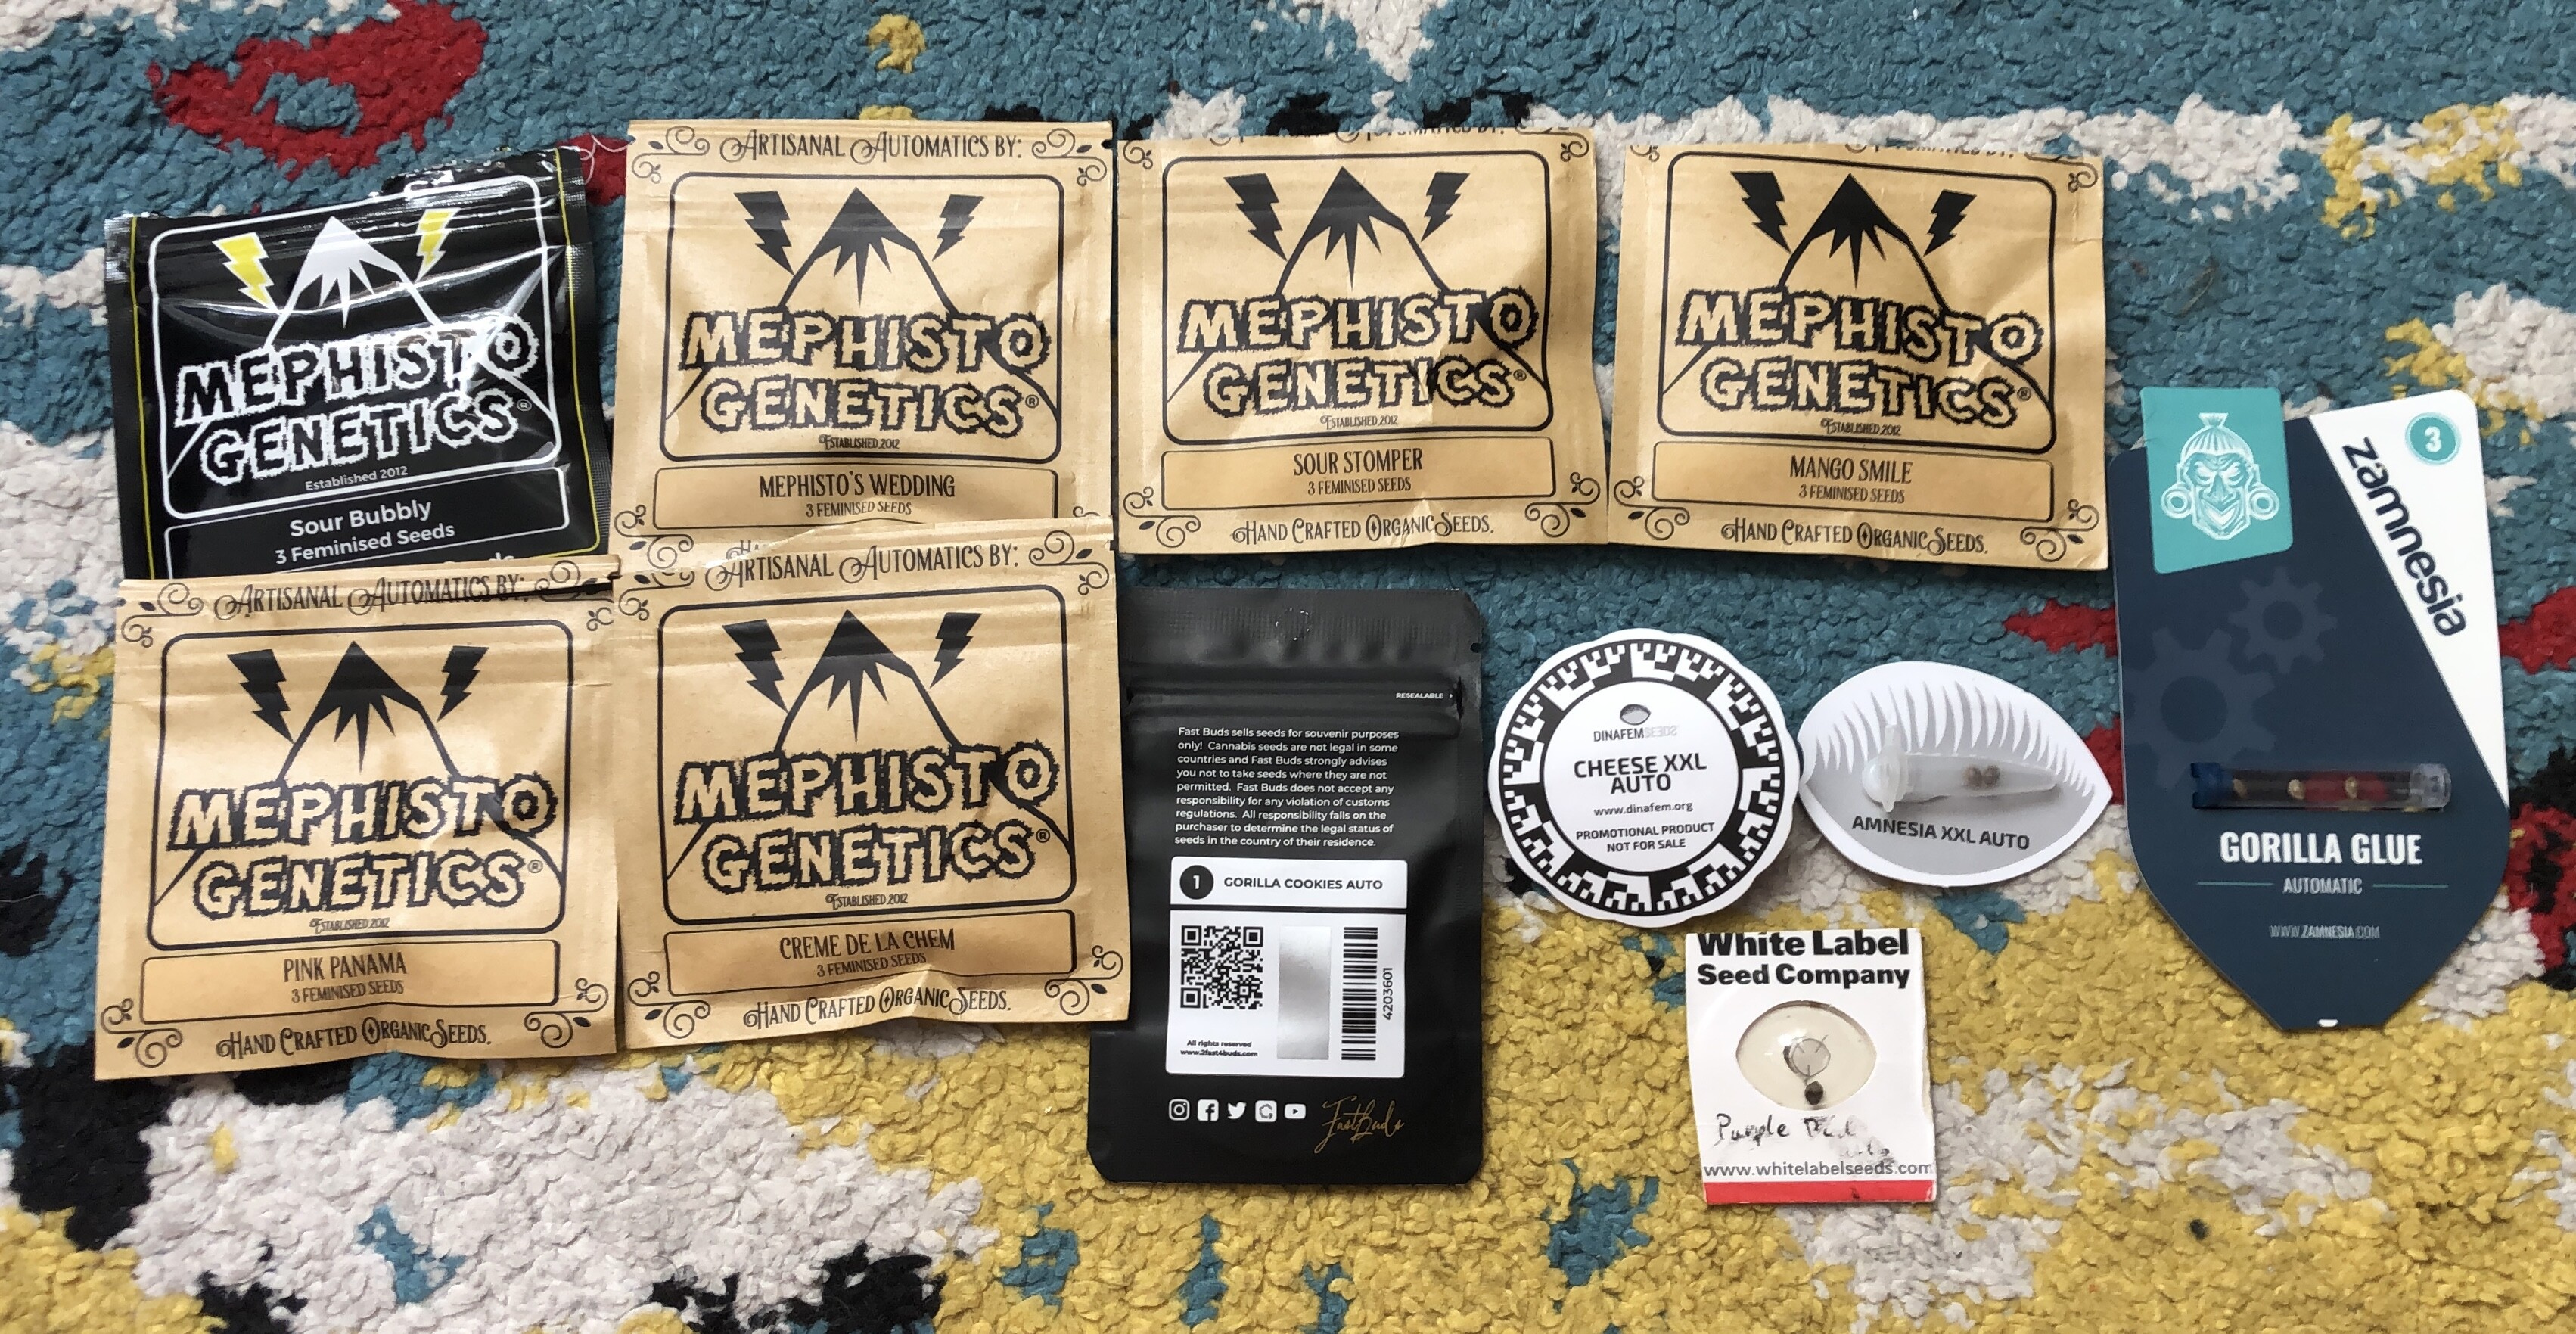 MEPHISTO
GENETICS®
Established 2012
Sour Bubbly
3 Feminised Seeds
ARTISANAL AUTOMATICS BY:
MEPHISTO
GENETICS®
ESTABLISHED 2012
MEPHISTO'S WEDDING
3 FEMINISED SEEDS
MEPHISTO
GENETICS®
ESTABLISHED 2012
SOUR STOMPER
3 FEMINISED SEEDS
HAND CRAFTED ORGANIC SEEDS.
MEPHISTO
GENETICS®
ESTABLISHED 2012
MANGO SMILE
3 FEMINISED SEEDS
HAND CRAFTED ORGANIC SEEDS.
3
zamnesia
GORILLA GLUE
AUTOMATIC
WWW.ZAMNESIA.COM
ARTISANAL AUTOMATICS BY:
MEPHISTO
GENETICS®
ESTABLISHED 2012
PINK PANAMA
3 FEMINISED SEEDS
HAND CRAFTED ORGANIC SEEDS.
ARTISANAL AUTOMATICS BY:
MEPHISTO
GENETICS®
ESTABLISHED 2012
CREME DE LA CHEM
3 FEMINISED SEEDS
HAND CRAFTED ORGANIC SEEDS.
RESEALABLE
Fast Buds sells seeds for souvenir purposes
only! Cannabis seeds are not legal in some
countries and Fast Buds strongly advises
you not to take seeds where they are not
permitted. Fast Buds does not accept any
responsibility for any violation of customs
regulations. All responsibility falls on the
purchaser to determine the legal status of
seeds in the country of their residence.
1 GORILLA COOKIES AUTO
4203601
All rights reserved
www.2fast4buds.com
FastBuds
DINAFEM SEEDS
CHEESE XXL
AUTO
www.dinafem.org
PROMOTIONAL PRODUCT
NOT FOR SALE
AMNESIA XXL AUTO
White Label
Seed Company
Purple
www.whitelabelseeds.com